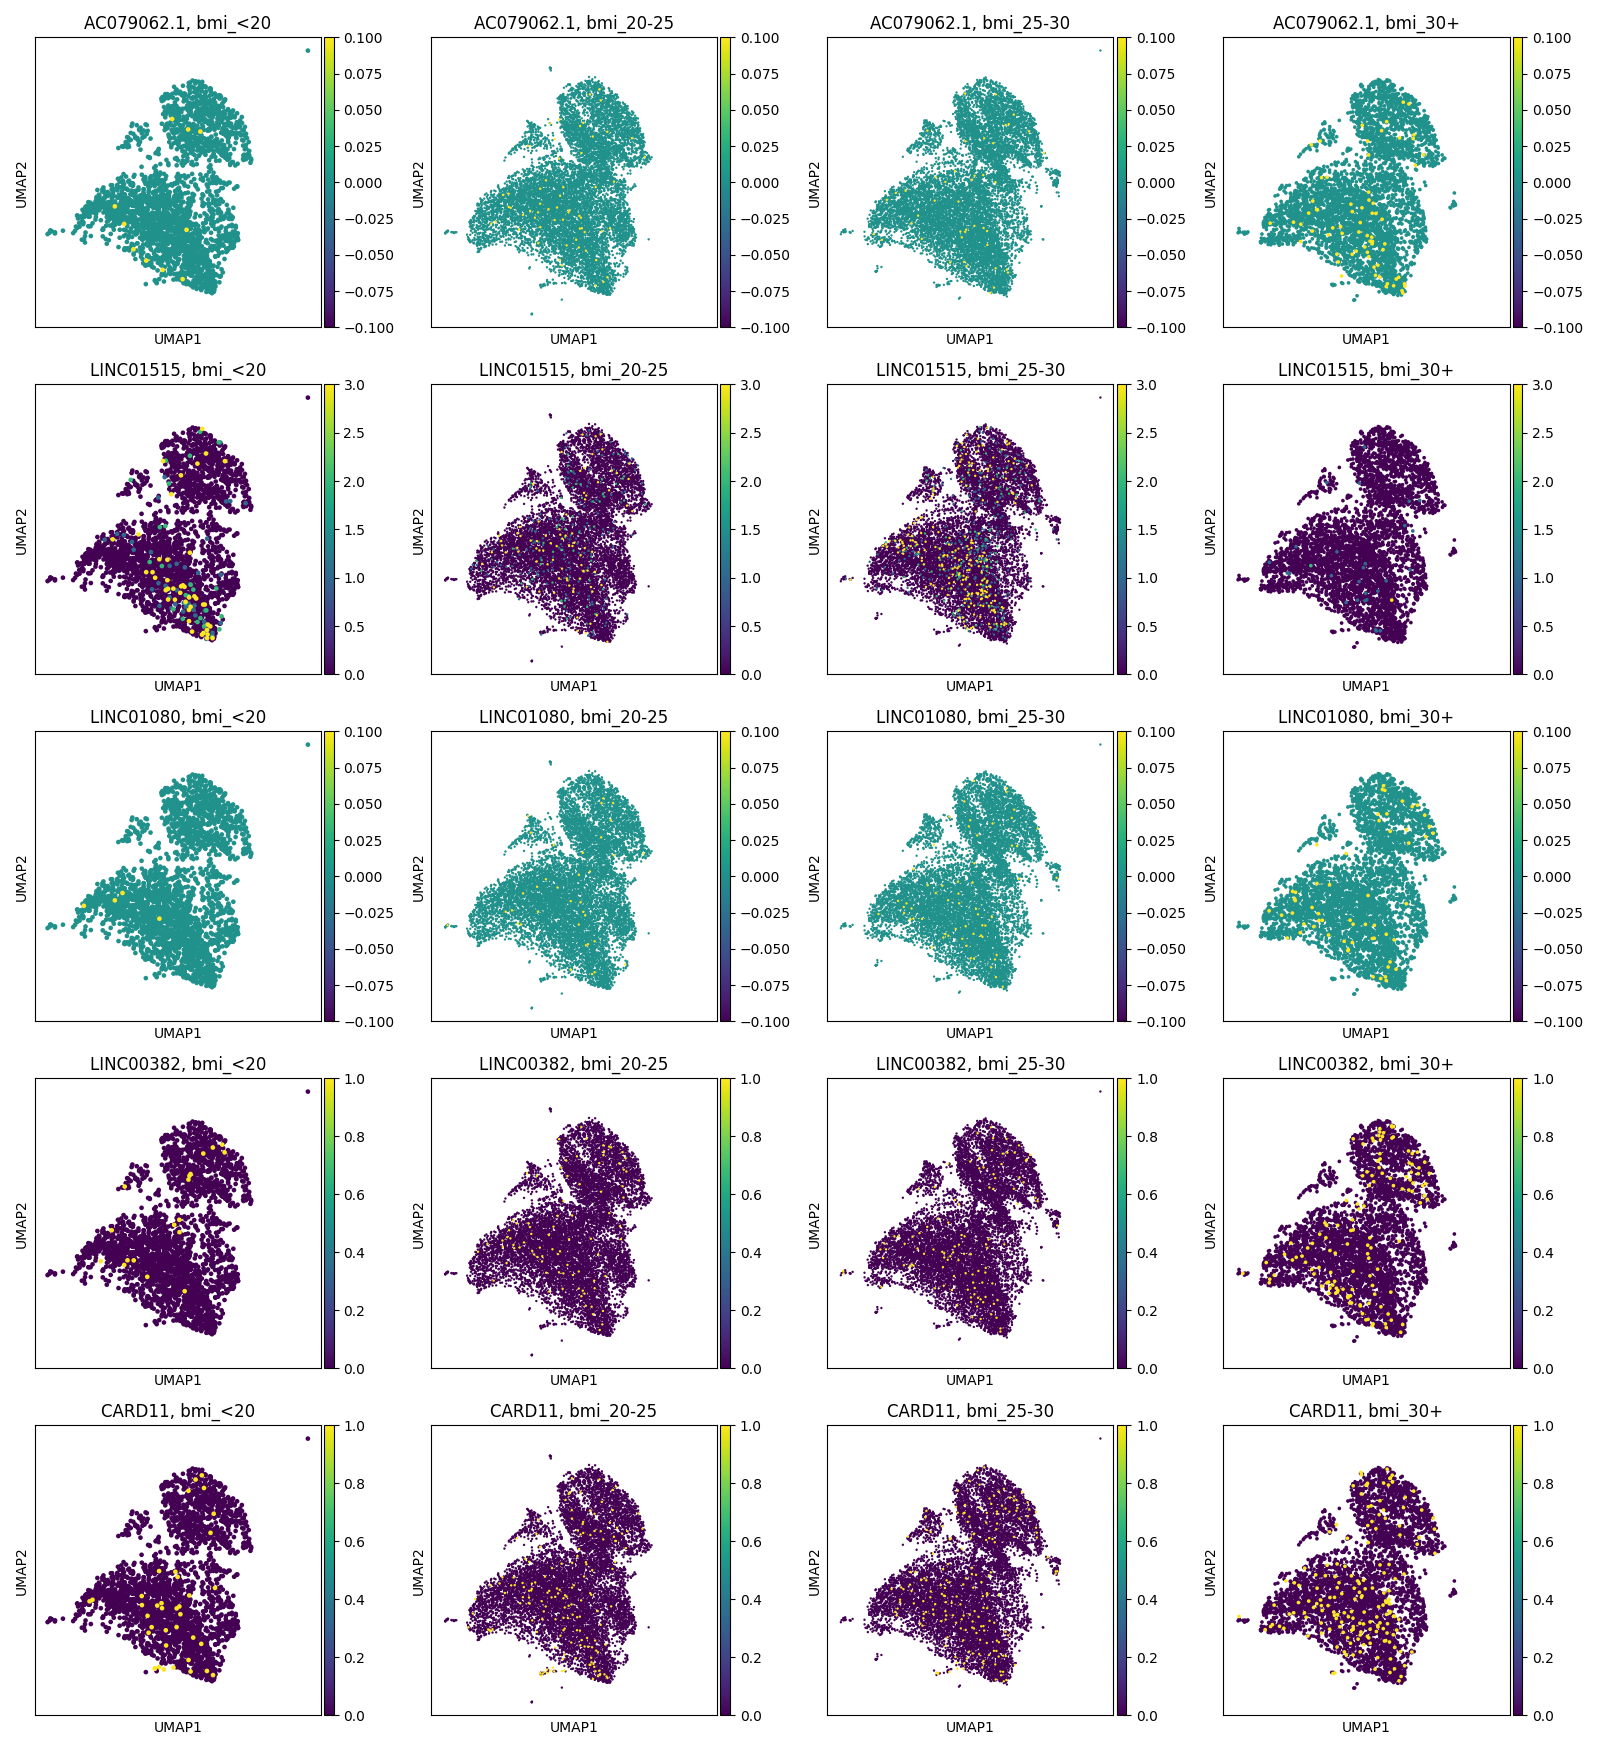 AC079062.1, bmi_<20
AC079062.1, bmi_20-25
AC079062.1, bmi_25-30
AC079062.1, bmi_30+
UMAP2
UMAP1
0.100
0.075
0.050
0.025
0.000
−0.025
−0.050
−0.075
−0.100
UMAP2
UMAP1
0.100
0.075
0.050
0.025
0.000
−0.025
−0.050
−0.075
−0.100
UMAP2
UMAP1
0.100
0.075
0.050
0.025
0.000
−0.025
−0.050
−0.075
−0.100
UMAP2
UMAP1
0.100
0.075
0.050
0.025
0.000
−0.025
−0.050
−0.075
−0.100
LINC01515, bmi_<20
LINC01515, bmi_20-25
LINC01515, bmi_25-30
LINC01515, bmi_30+
UMAP2
UMAP1
3.0
2.5
2.0
1.5
1.0
0.5
0.0
UMAP2
UMAP1
3.0
2.5
2.0
1.5
1.0
0.5
0.0
UMAP2
UMAP1
3.0
2.5
2.0
1.5
1.0
0.5
0.0
UMAP2
UMAP1
3.0
2.5
2.0
1.5
1.0
0.5
0.0
LINC01080, bmi_<20
LINC01080, bmi_20-25
LINC01080, bmi_25-30
LINC01080, bmi_30+
UMAP2
UMAP1
0.100
0.075
0.050
0.025
0.000
−0.025
−0.050
−0.075
−0.100
UMAP2
UMAP1
0.100
0.075
0.050
0.025
0.000
−0.025
−0.050
−0.075
−0.100
UMAP2
UMAP1
0.100
0.075
0.050
0.025
0.000
−0.025
−0.050
−0.075
−0.100
UMAP2
UMAP1
0.100
0.075
0.050
0.025
0.000
−0.025
−0.050
−0.075
−0.100
LINC00382, bmi_<20
LINC00382, bmi_20-25
LINC00382, bmi_25-30
LINC00382, bmi_30+
UMAP2
UMAP1
1.0
0.8
0.6
0.4
0.2
0.0
UMAP2
UMAP1
1.0
0.8
0.6
0.4
0.2
0.0
UMAP2
UMAP1
1.0
0.8
0.6
0.4
0.2
0.0
UMAP2
UMAP1
1.0
0.8
0.6
0.4
0.2
0.0
CARD11, bmi_<20
CARD11, bmi_20-25
CARD11, bmi_25-30
CARD11, bmi_30+
UMAP2
UMAP1
1.0
0.8
0.6
0.4
0.2
0.0
UMAP2
UMAP1
1.0
0.8
0.6
0.4
0.2
0.0
UMAP2
UMAP1
1.0
0.8
0.6
0.4
0.2
0.0
UMAP2
UMAP1
1.0
0.8
0.6
0.4
0.2
0.0